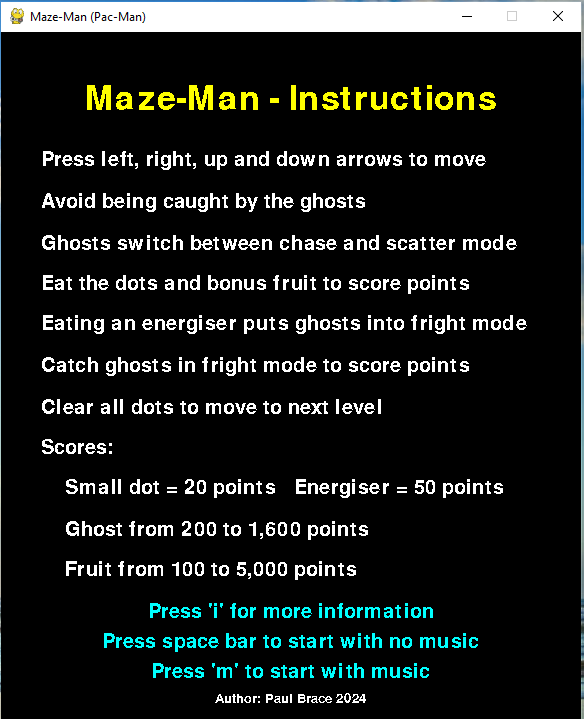 Maze-Man (Pac-Man)
Maze-Man - Instructions
Press left, right, up and down arrows to move
Avoid being caught by the ghosts
Ghosts switch between chase and scatter mode
Eat the dots and bonus fruit to score points
Eating an energiser puts ghosts into fright mode
Catch ghosts in fright mode to score points
Clear all dots to move to next level
Scores:
Small dot = 20 points   Energiser = 50 points
Ghost from 200 to 1,600 points
Fruit from 100 to 5,000 points
Press 'i' for more information
Press space bar to start with no music
Press 'm' to start with music
Author: Paul Brace 2024